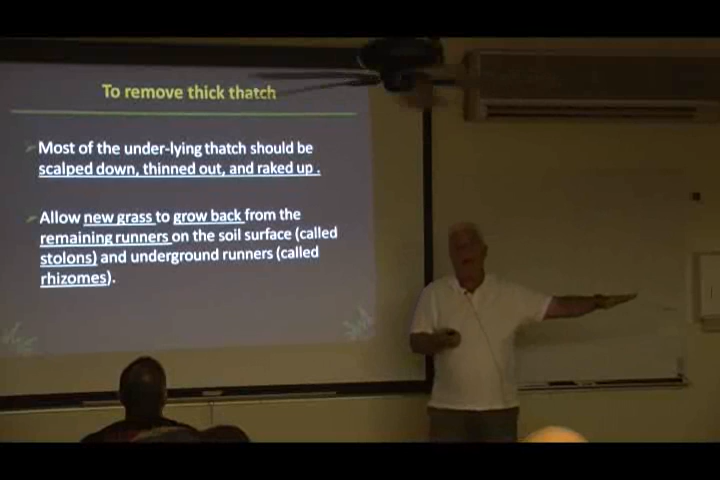 To remove thick thatch
Most of the under-lying thatch should be
scalped down, thinned out, and raked up .
Allow new grass to grow back from the
remaining runners on the soil surface (called
stolons) and underground runners (called
rhizomes).